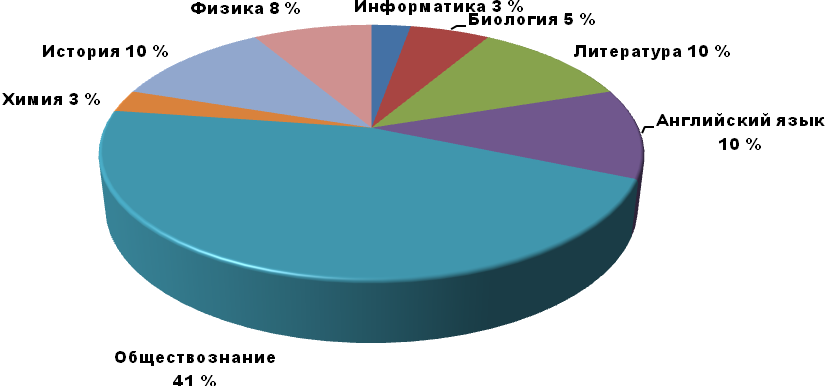 Физика 8 %
Информатика 3 %
Биология 5 %
История 10 %
Литература 10 %
Химия 3 %
Английский язык
10 %
Обществознание
41 %